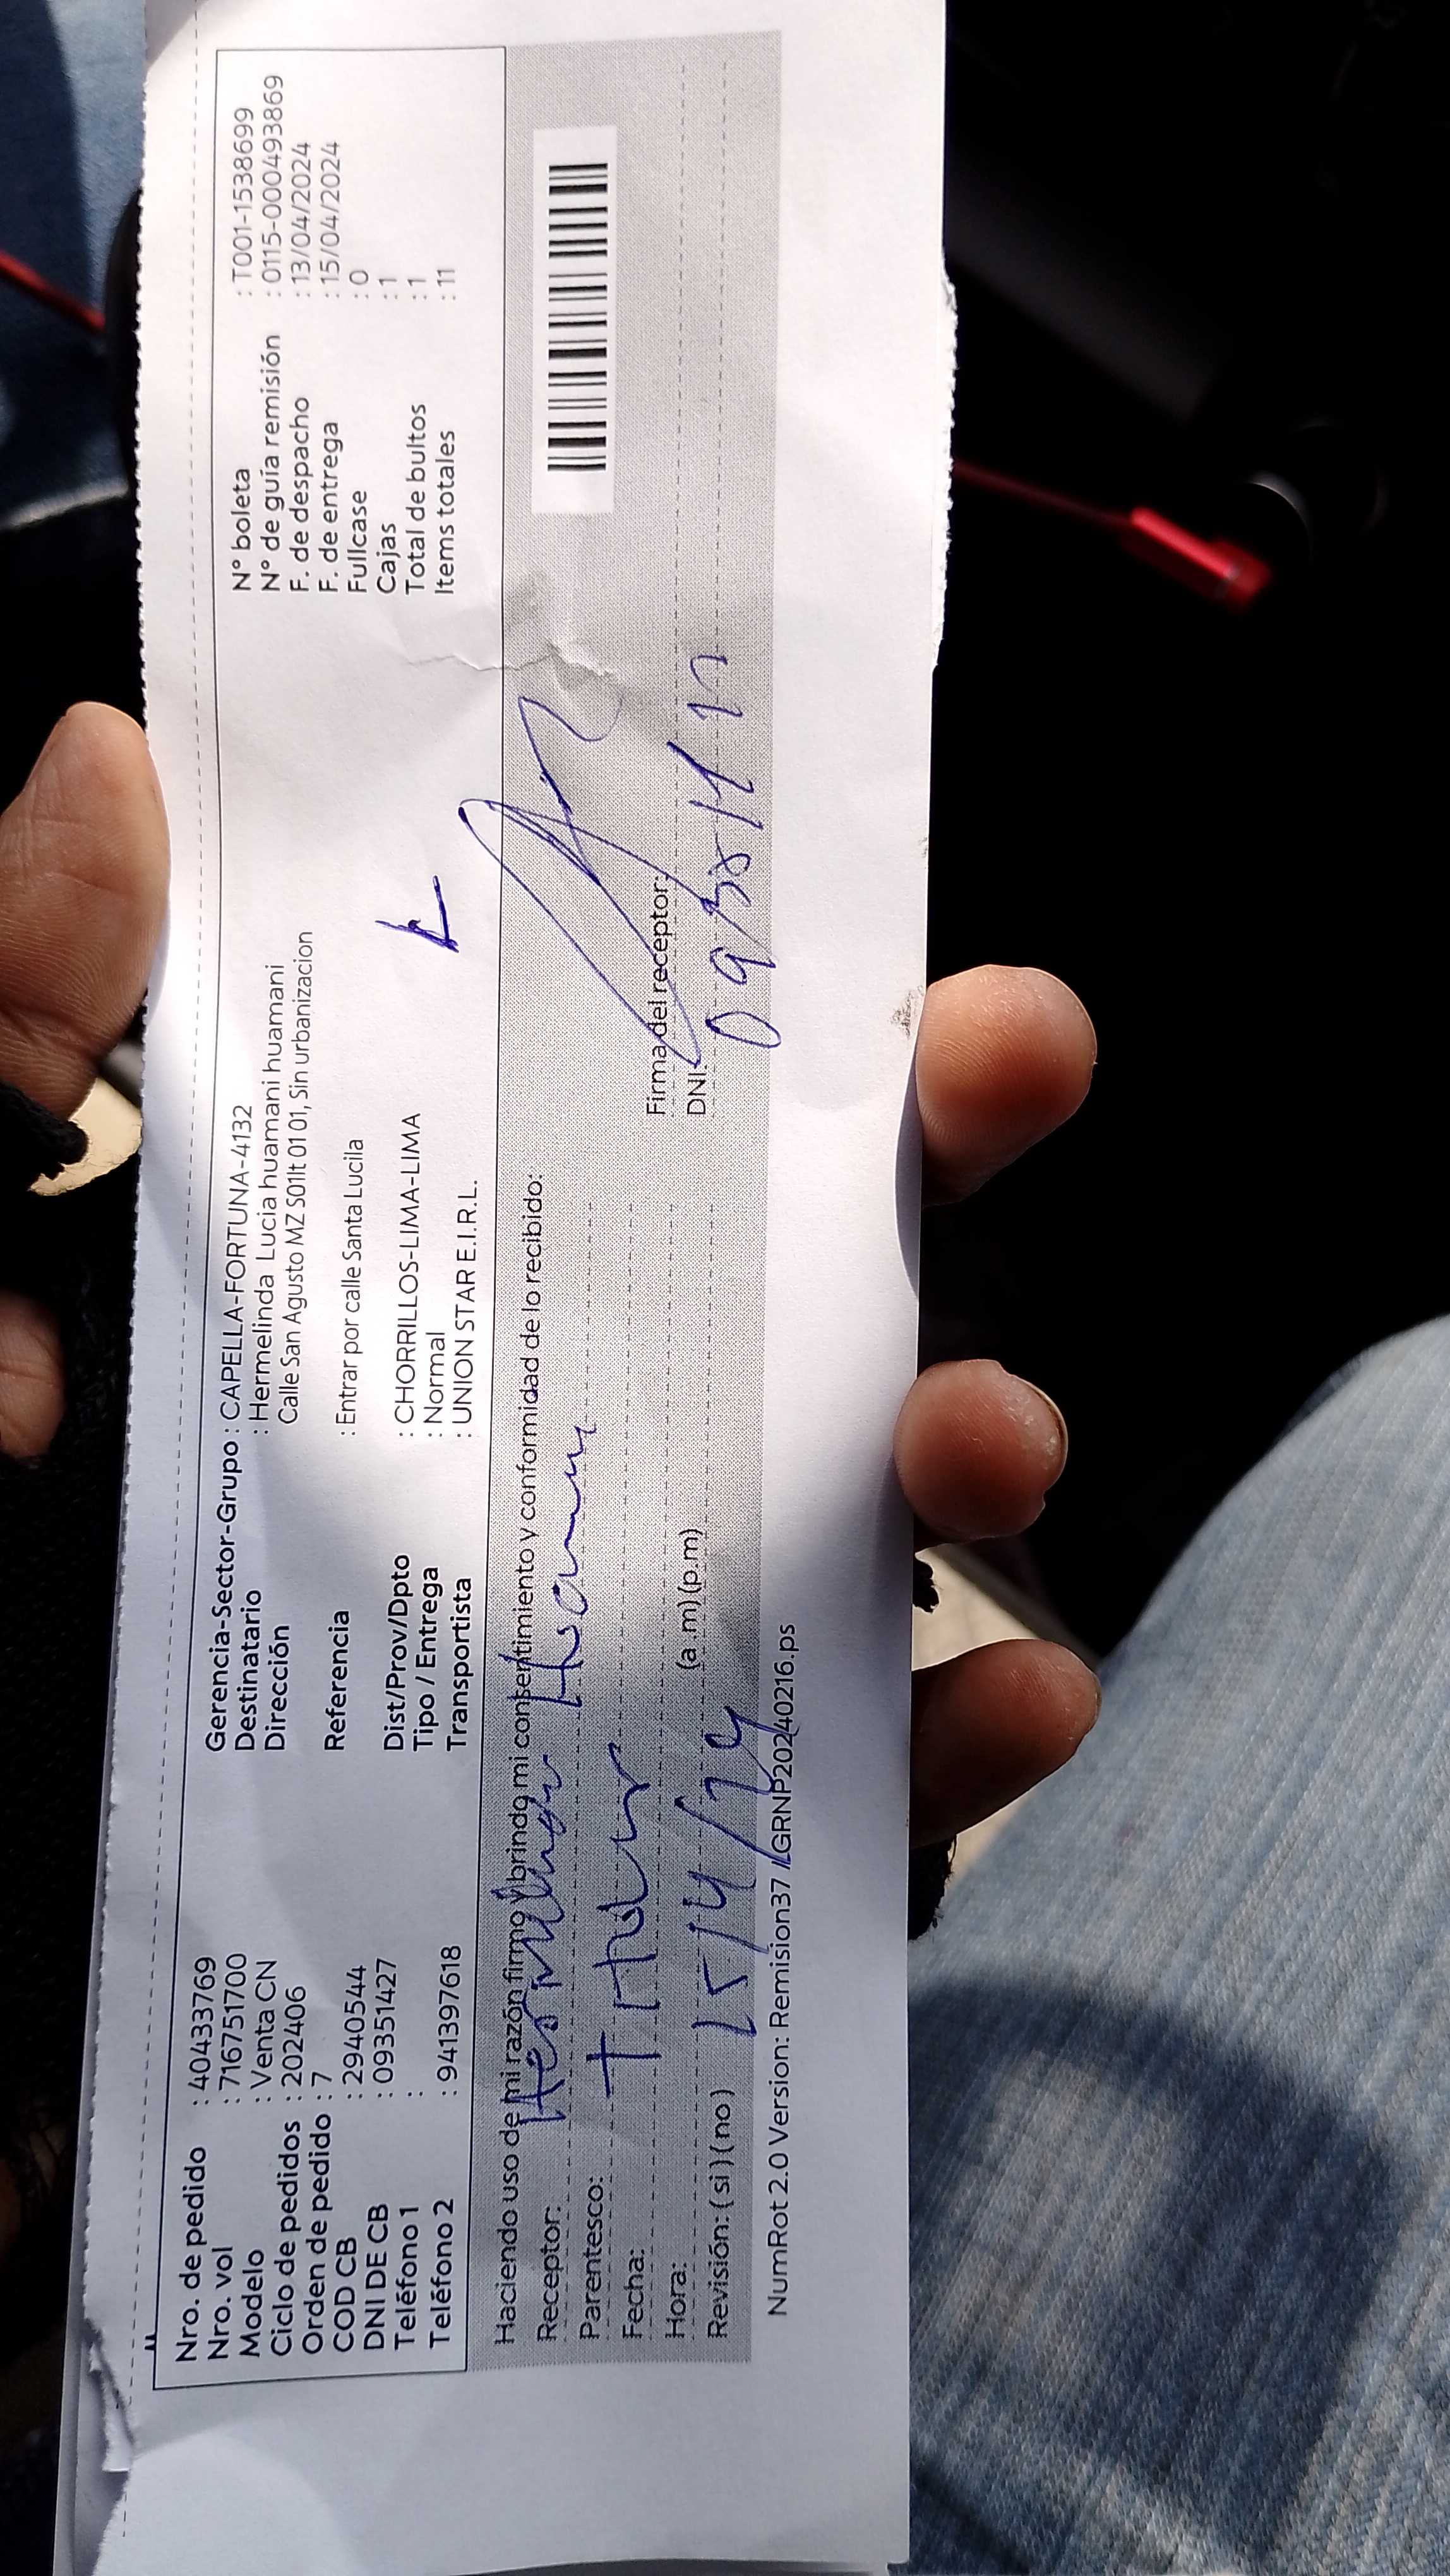 Nro. de pedido : 40433769
Nro. vol : 716751700
Modelo : Venta CN
Ciclo de pedidos : 202406
Orden de pedido : 7
COD CB : 2940544
DNI DE CB : 09351427
Teléfono 1 :
Teléfono 2 : 941397618
Gerencia-Sector-Grupo : CAPELLA-FORTUNA-4132
Destinatario : Hermelinda Lucia huamani huamani
Dirección Calle San Agusto MZ S01lt 01 01, Sin urbanizacion
Referencia : Entrar por calle Santa Lucila
Dist/Prov/Dpto : CHORRILLOS-LIMA-LIMA
Tipo / Entrega : Normal
Transportista : UNION STAR E.I.R.L.
N° boleta : T001-1538699
N° de guía remisión : 0115-000493869
F. de despacho : 13/04/2024
F. de entrega : 15/04/2024
Fullcase : 0
Cajas : 1
Total de bultos : 1
Items totales : 11
Haciendo uso de mi razón firmo y brindo mi consentimiento y conformidad de lo recibido:
Receptor:
Parentesco: Titular
Fecha:
Hora: (a.m) (p.m)
Revisión: ( si ) ( no ) 15/4/24
Firma del receptor:
DNI:
NumRot 2.0 Version: Remision37 / LGRNP20240216.ps